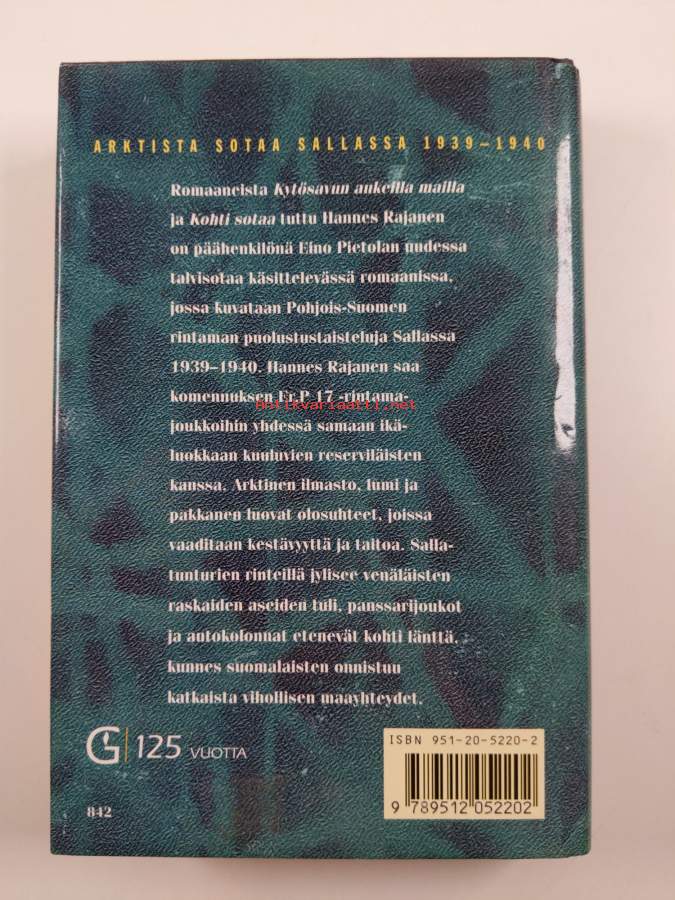 ARKTISTA SOTAA SALLASSA 1939–1940
Romaaneista Kytösavun aukeilla mailla
ja Kohti sotaa tuttu Hannes Rajanen
on päähenkilönä Eino Pietolan uudessa
talvisotaa käsittelevässä romaanissa,
jossa kuvataan Pohjois-Suomen
rintaman puolustustaisteluja Sallassa
1939–1940. Hannes Rajanen saa
komennuksen Er.P 17 -rintama-
Antikvariaatti.net
joukkoihin yhdessä samaan ikä-
luokkaan kuuluvien reserviläisten
kanssa. Arktinen ilmasto, lumi ja
pakkanen luovat olosuhteet, joissa
vaaditaan kestävyyttä ja taitoa. Salla-
tunturien rinteillä jylisee venäläisten
raskaiden aseiden tuli, panssarijoukot
ja autokolonnat etenevät kohti länttä,
kunnes suomalaisten onnistuu
katkaista vihollisen maayhteydet.
G 125 VUOTTA
ISBN 951-20-5220-2
9 789512 052202
842